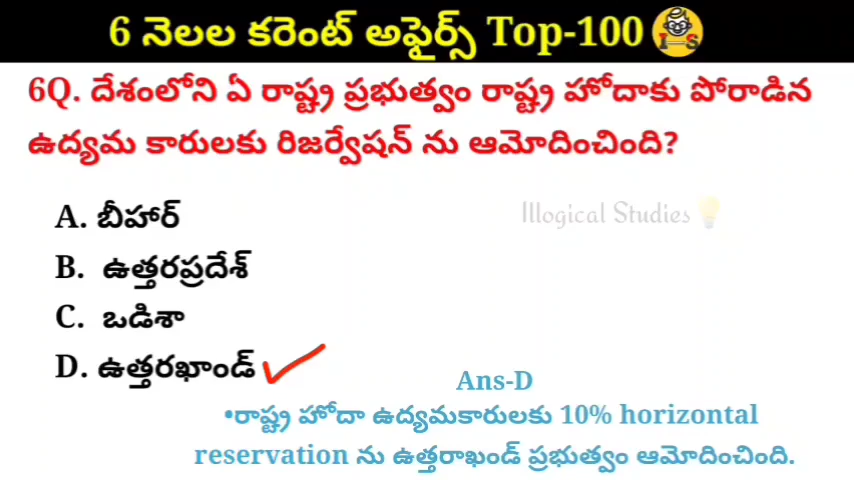 6 నెలల కరెంట్ అఫైర్స్ Top-100
I S
6Q. దేశంలోని ఏ రాష్ట్ర ప్రభుత్వం రాష్ట్ర హోదాకు పోరాడిన
ఉద్యమ కారులకు రిజర్వేషన్ ను ఆమోదించింది?
Illogical Studies
A. బీహార్
B. ఉత్తరప్రదేశ్
C. ఒడిశా
D. ఉత్తరఖాండ్
Ans-D
•రాష్ట్ర హోదా ఉద్యమకారులకు 10% horizontal
reservation ను ఉత్తరాఖండ్ ప్రభుత్వం ఆమోదించింది.